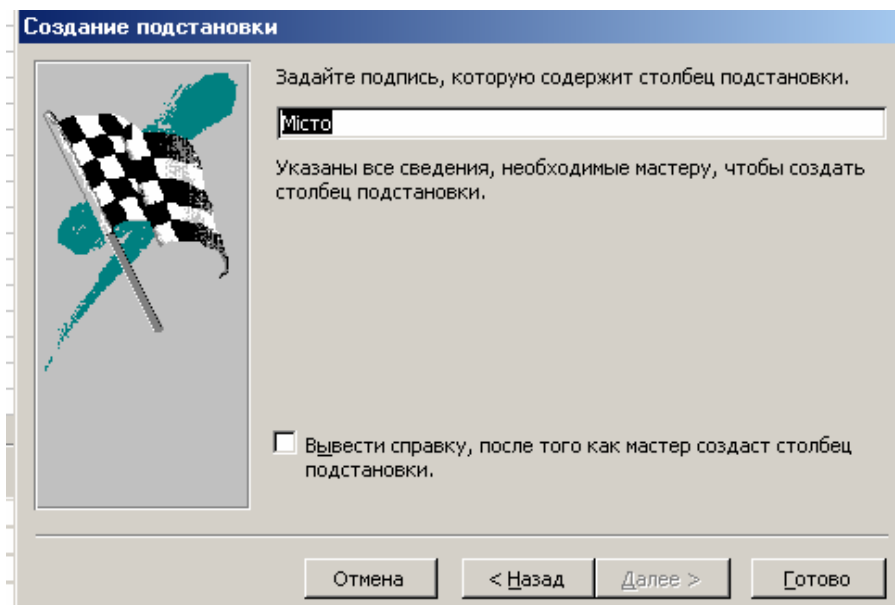 Создание подстановки
Задайте подпись, которую содержит столбец подстановки.
Місто
Указаны все сведения, необходимые мастеру, чтобы создать
столбец подстановки.
Вывести справку, после того как мастер создаст столбец
подстановки.
Отмена
< Назад
Далее >
Готово